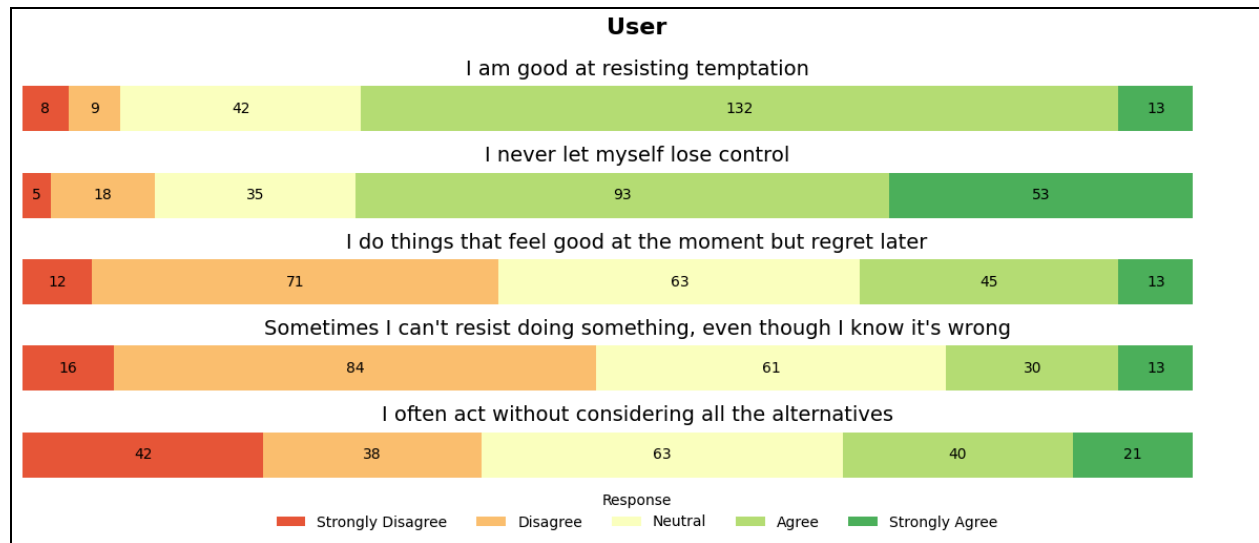 User
I am good at resisting temptation
8 9 42 132 13
I never let myself lose control
5 18 35 93 53
I do things that feel good at the moment but regret later
12 71 63 45 13
Sometimes I can't resist doing something, even though I know it's wrong
16 84 61 30 13
I often act without considering all the alternatives
42 38 63 40 21
Response
Strongly Disagree Disagree Neutral Agree Strongly Agree